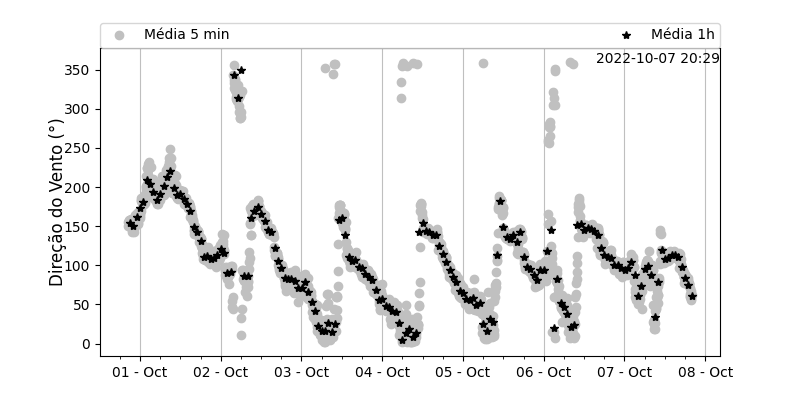 Média 5 min
Média 1h
2022-10-07 20:29
Direção do Vento (°)
350
300
250
200
150
100
50
0
01 - Oct
02 - Oct
03 - Oct
04 - Oct
05 - Oct
06 - Oct
07 - Oct
08 - Oct